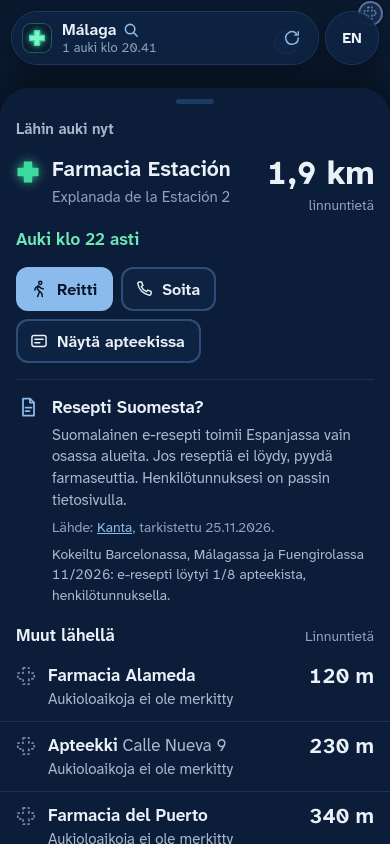 Málaga
1 auki klo 20.41
EN
Lähin auki nyt
Farmacia Estación
1,9 km
Explanada de la Estación 2
linnuntietä
Auki klo 22 asti
Reitti
Soita
Näytä apteekissa
Resepti Suomesta?
Suomalainen e-resepti toimii Espanjassa vain
osassa alueita. Jos reseptiä ei löydy, pyydä
farmaseuttia. Henkilötunnuksesi on passin
tietosivulla.
Lähde: Kanta, tarkistettu 25.11.2026.
Kokeiltu Barcelonassa, Málagassa ja Fuengirolassa
11/2026: e-resepti löytyi 1/8 apteekista,
henkilötunnuksella.
Muut lähellä
Linnuntietä
Farmacia Alameda
120 m
Aukioloaikoja ei ole merkitty
Apteekki Calle Nueva 9
230 m
Aukioloaikoja ei ole merkitty
Farmacia del Puerto
340 m
Aukioloaikoja ei ole merkitty